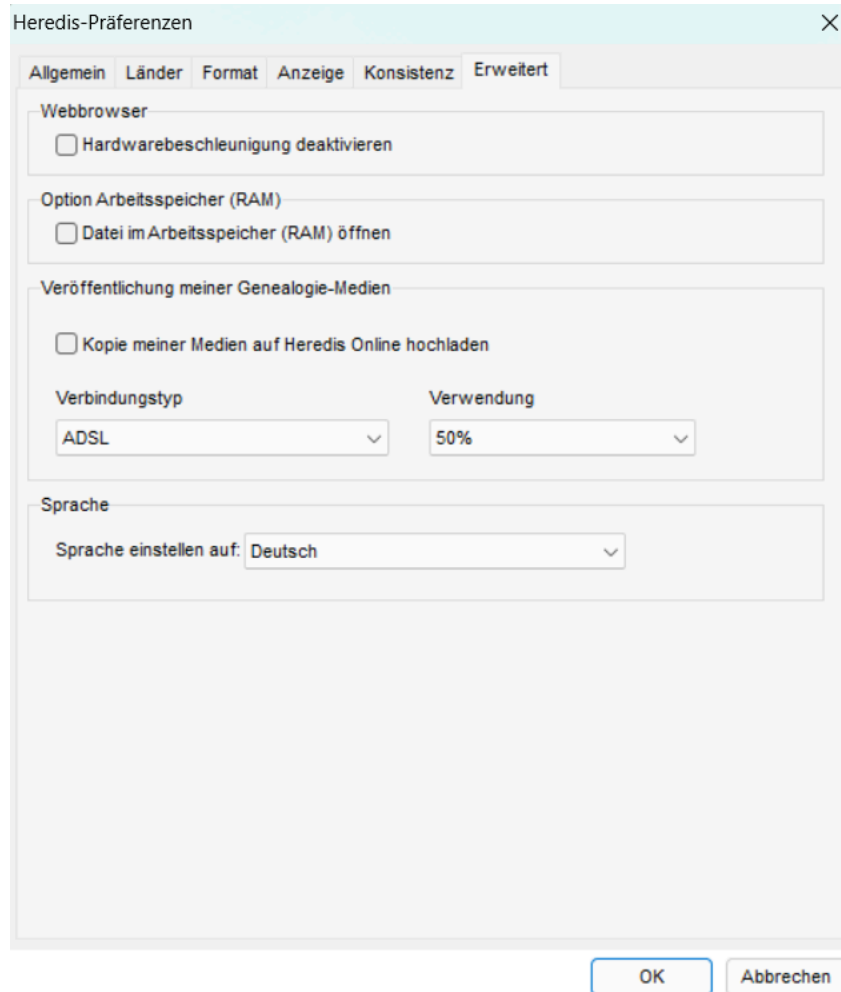 Heredis-Präferenzen
Allgemein Länder Format Anzeige Konsistenz Erweitert
Webbrowser
Hardwarebeschleunigung deaktivieren
Option Arbeitsspeicher (RAM)
Datei im Arbeitsspeicher (RAM) öffnen
Veröffentlichung meiner Genealogie-Medien
Kopie meiner Medien auf Heredis Online hochladen
Verbindungstyp Verwendung
ADSL 50%
Sprache
Sprache einstellen auf: Deutsch
OK Abbrechen